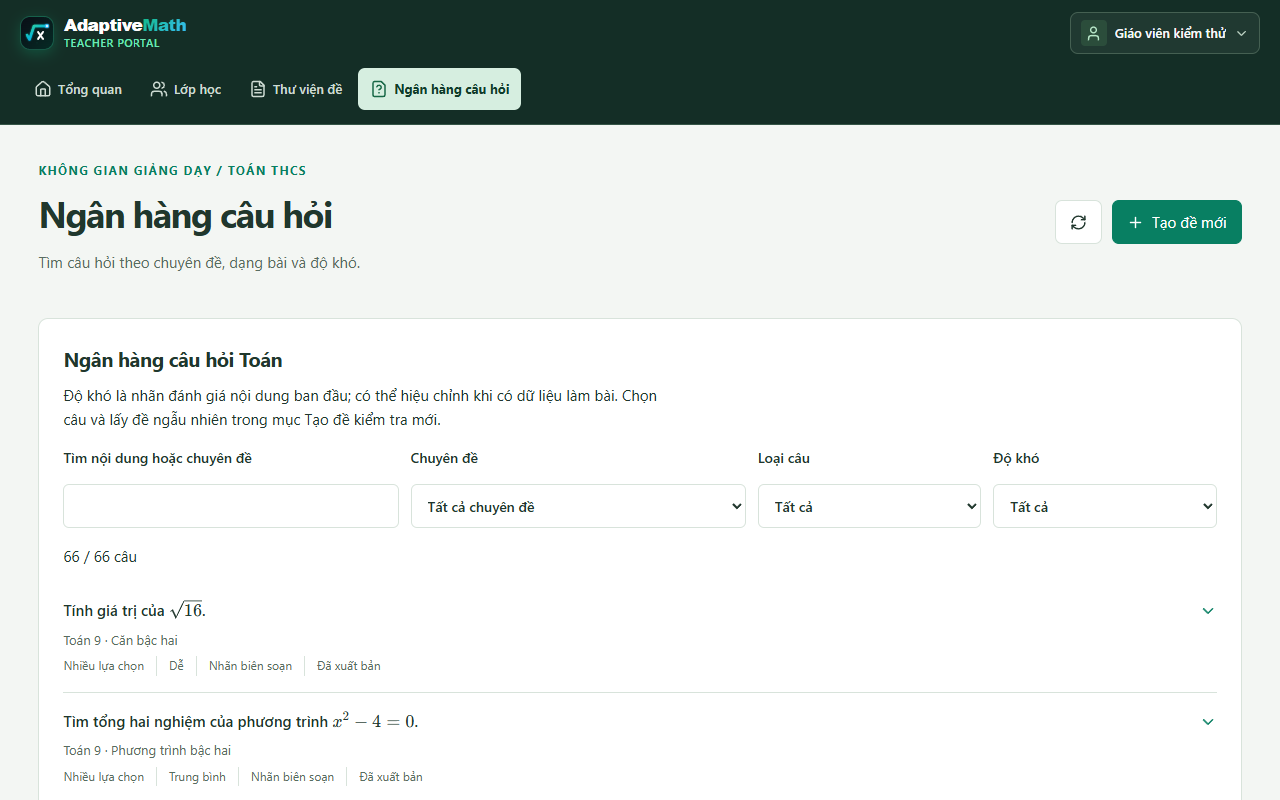 AdaptiveMath
TEACHER PORTAL
Giáo viên kiểm thử
Tổng quan
Lớp học
Thư viện đề
Ngân hàng câu hỏi
KHÔNG GIAN GIẢNG DẠY / TOÁN THCS
Ngân hàng câu hỏi
Tạo đề mới
Tìm câu hỏi theo chuyên đề, dạng bài và độ khó.
Ngân hàng câu hỏi Toán
Độ khó là nhãn đánh giá nội dung ban đầu; có thể hiệu chỉnh khi có dữ liệu làm bài. Chọn
câu và lấy đề ngẫu nhiên trong mục Tạo đề kiểm tra mới.
Tìm nội dung hoặc chuyên đề
Chuyên đề
Loại câu
Độ khó
Tất cả chuyên đề
Tất cả
Tất cả
66 / 66 câu
Tính giá trị của √16.
Toán 9 · Căn bậc hai
Nhiều lựa chọn
Dễ
Nhãn biên soạn
Đã xuất bản
Tìm tổng hai nghiệm của phương trình x² − 4 = 0.
Toán 9 · Phương trình bậc hai
Nhiều lựa chọn
Trung bình
Nhãn biên soạn
Đã xuất bản